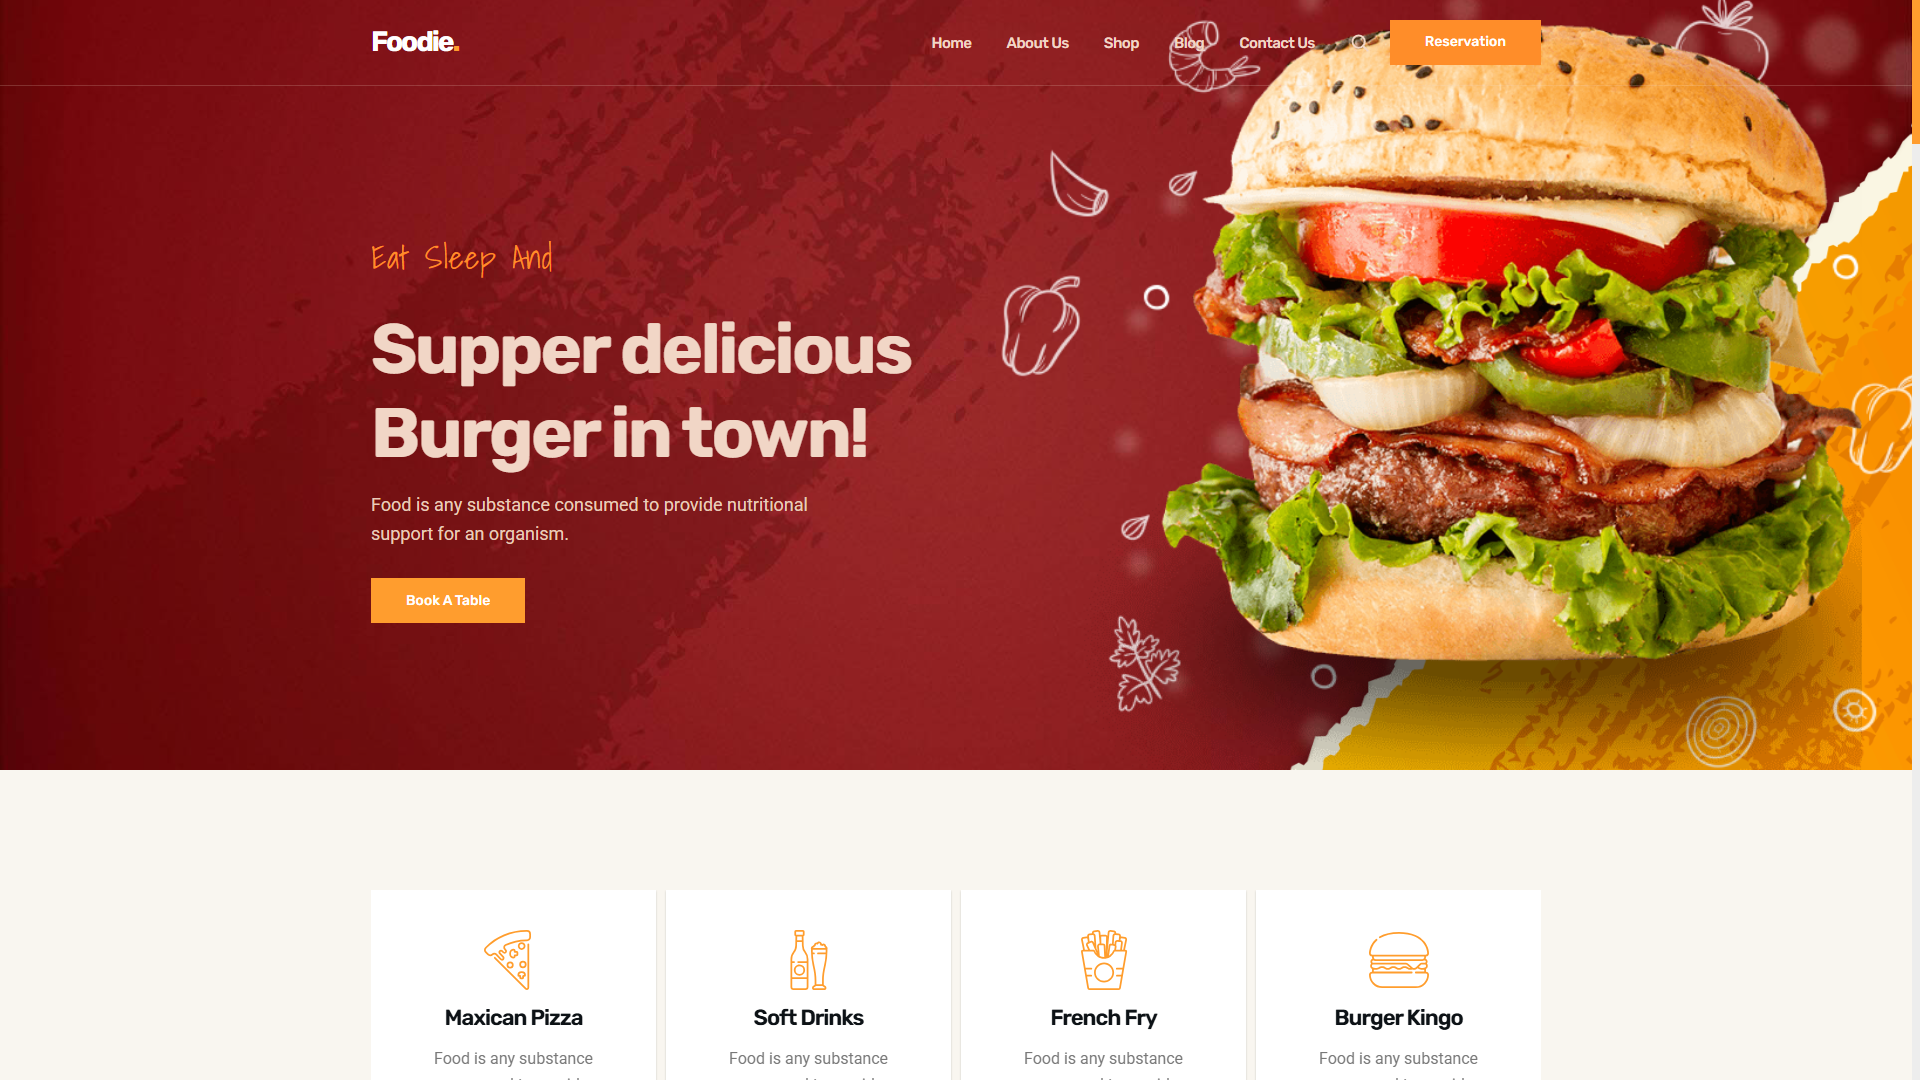 Foodie.
Home About Us Shop Blog Contact Us Reservation
Eat Sleep And
Supper delicious
Burger in town!
Food is any substance consumed to provide nutritional
support for an organism.
Book A Table
Maxican Pizza Soft Drinks French Fry Burger Kingo
Food is any substance Food is any substance Food is any substance Food is any substance